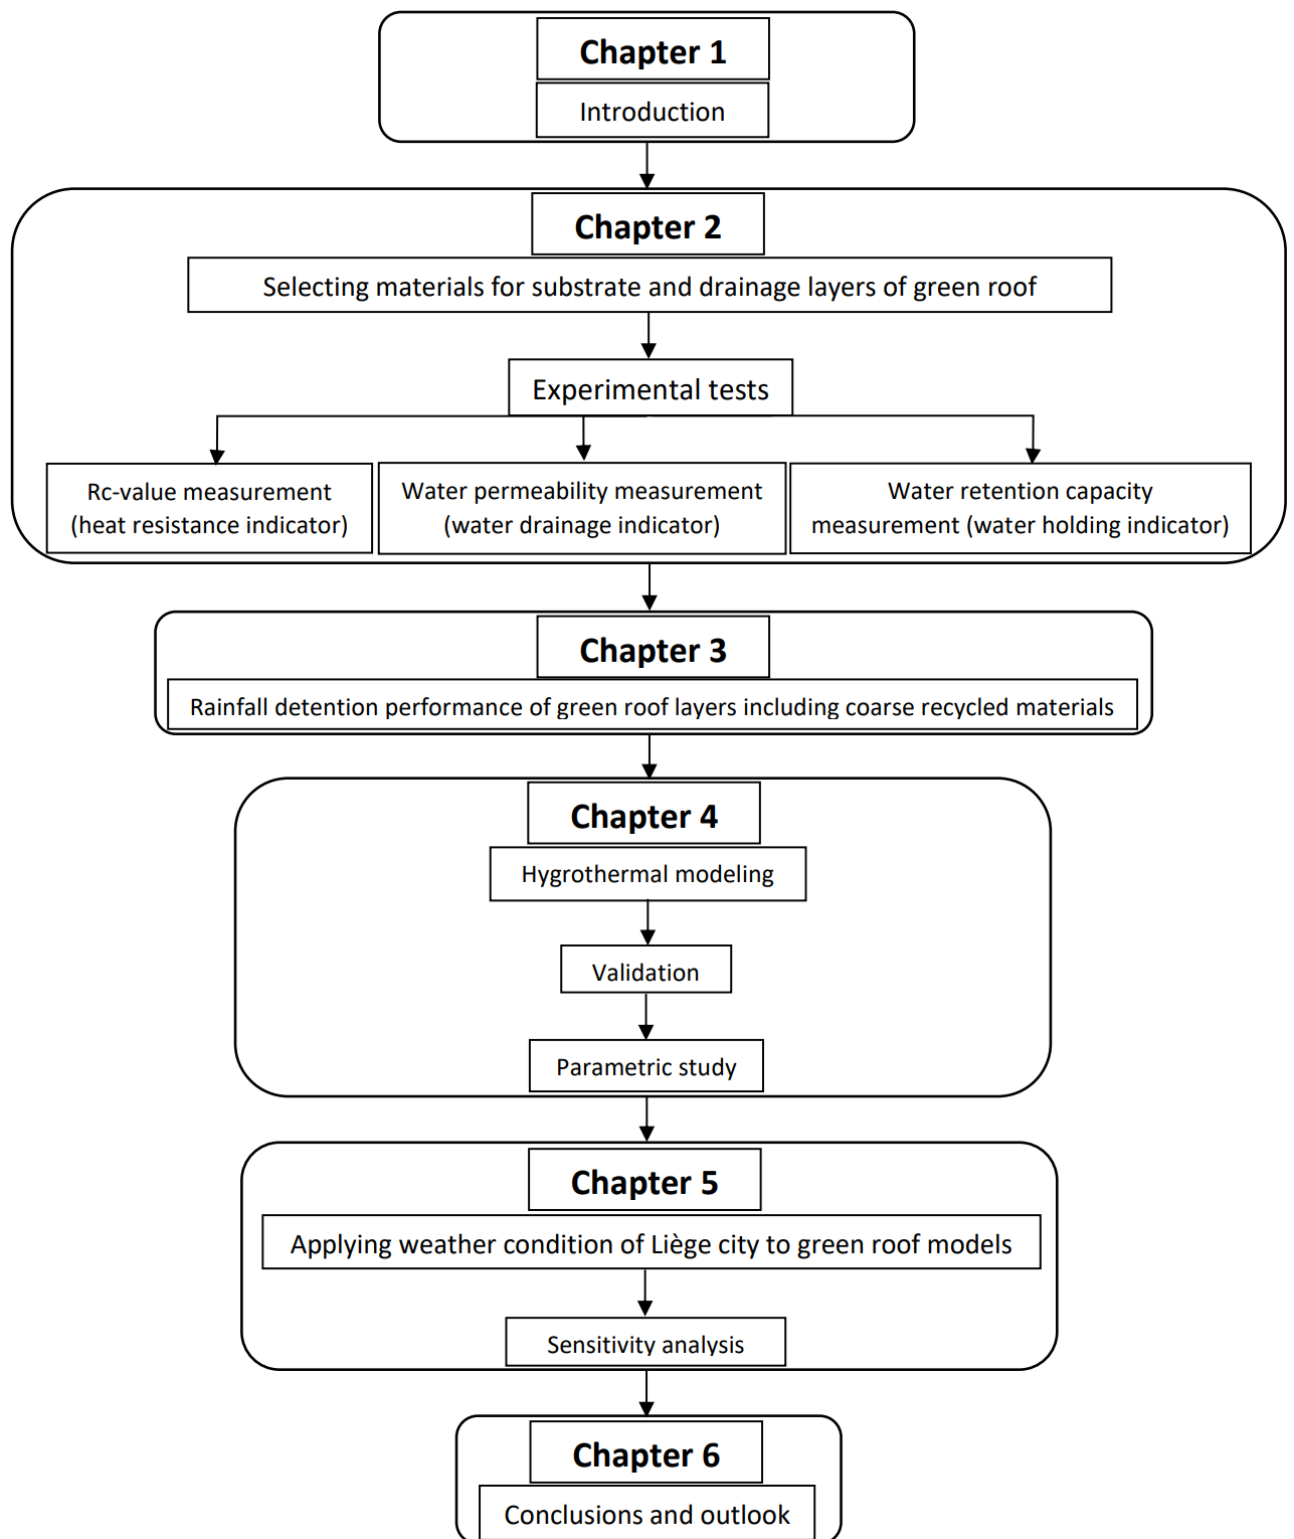 Chapter 1
Introduction
Chapter 2
Selecting materials for substrate and drainage layers of green roof
Experimental tests
Rc-value measurement
(heat resistance indicator)
Water permeability measurement
(water drainage indicator)
Water retention capacity
measurement (water holding indicator)
Chapter 3
Rainfall detention performance of green roof layers including coarse recycled materials
Chapter 4
Hygrothermal modeling
Validation
Parametric study
Chapter 5
Applying weather condition of Liège city to green roof models
Sensitivity analysis
Chapter 6
Conclusions and outlook